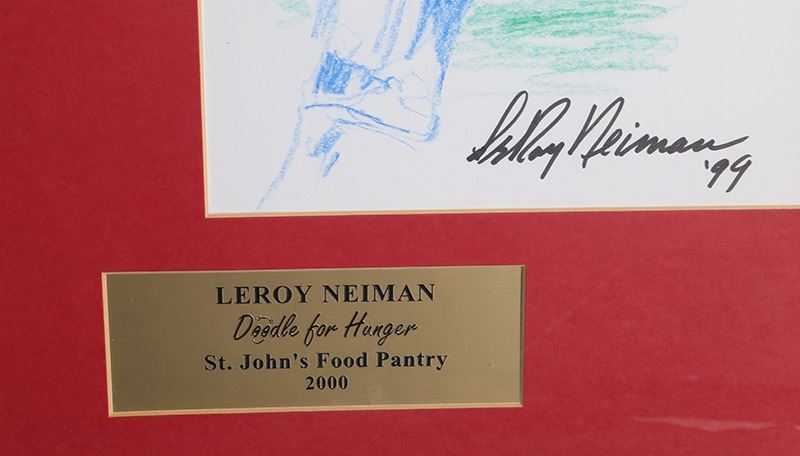 LeRoy Neiman
'99
LEROY NEIMAN
Doodle for Hunger
St. John's Food Pantry
2000